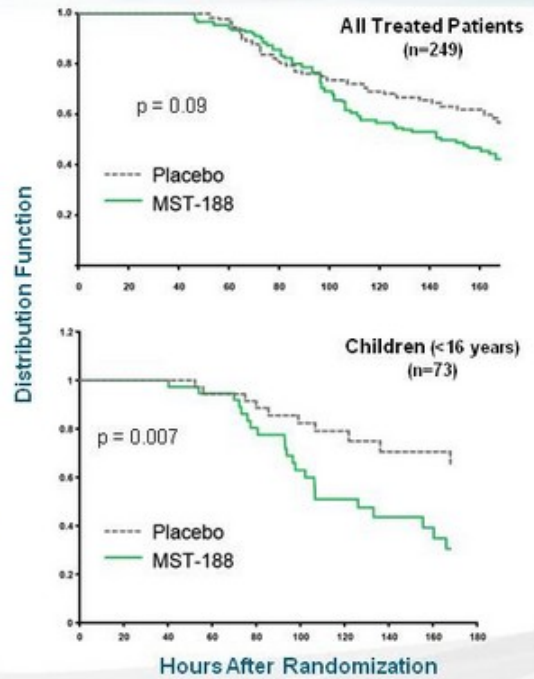 Distribution Function
1.0
0.8
0.6
0.4
0.2
All Treated Patients
(n=249)
p = 0.09
Placebo
MST-188
0 20 40 60 80 100 120 140 160
1.2
1
0.8
0.6
0.4
0.2
0
Children (<16 years)
(n=73)
p = 0.007
Placebo
MST-188
0 20 40 60 80 100 120 140 160 180
Hours After Randomization